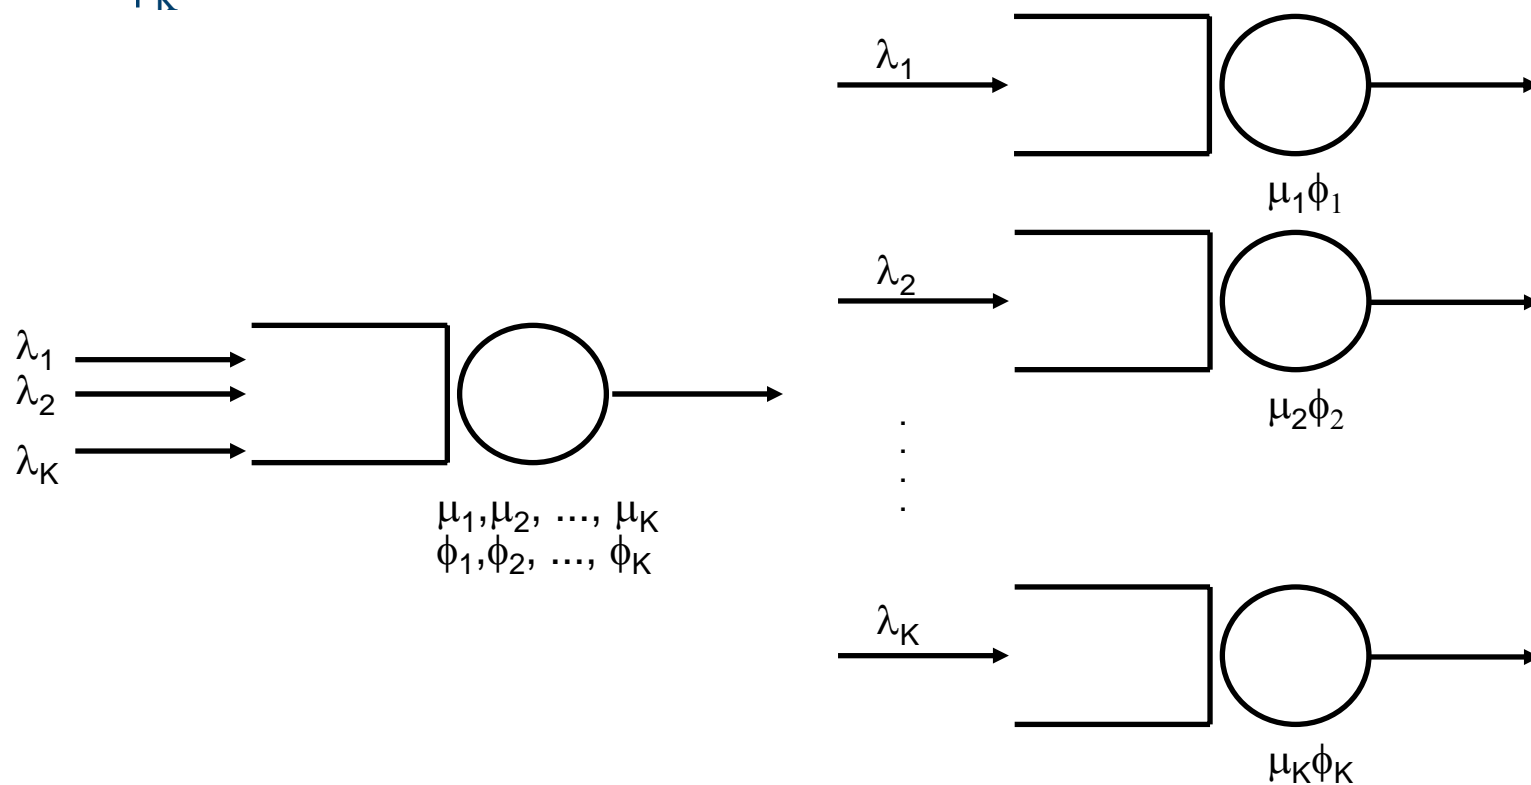 λ1
λ2
λK
μ1,μ2, ..., μK
ϕ1,ϕ2, ..., ϕK
λ1
μ1ϕ1
λ2
μ2ϕ2
.
.
.
.
λK
μKϕK